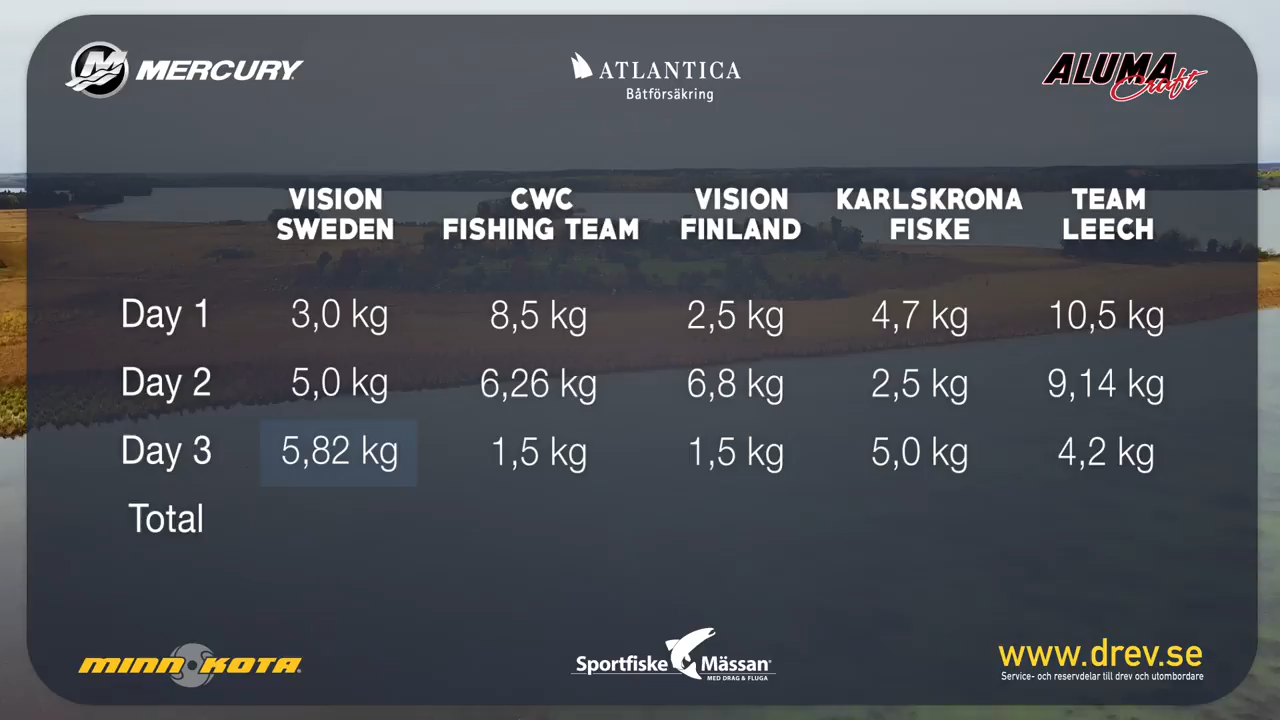 MERCURY
ATLANTICA
Båtförsäkring
ALUMA
Craft
VISION SWEDEN CWC FISHING TEAM VISION FINLAND KARLSKRONA FISKE TEAM LEECH
Day 1 3,0 kg 8,5 kg 2,5 kg 4,7 kg 10,5 kg
Day 2 5,0 kg 6,26 kg 6,8 kg 2,5 kg 9,14 kg
Day 3 5,82 kg 1,5 kg 1,5 kg 5,0 kg 4,2 kg
Total
MINN KOTA
Sportfiske Mässan
MED DRAG & FLUGA
www.drev.se
Service- och reservdelar till drev och utombordare